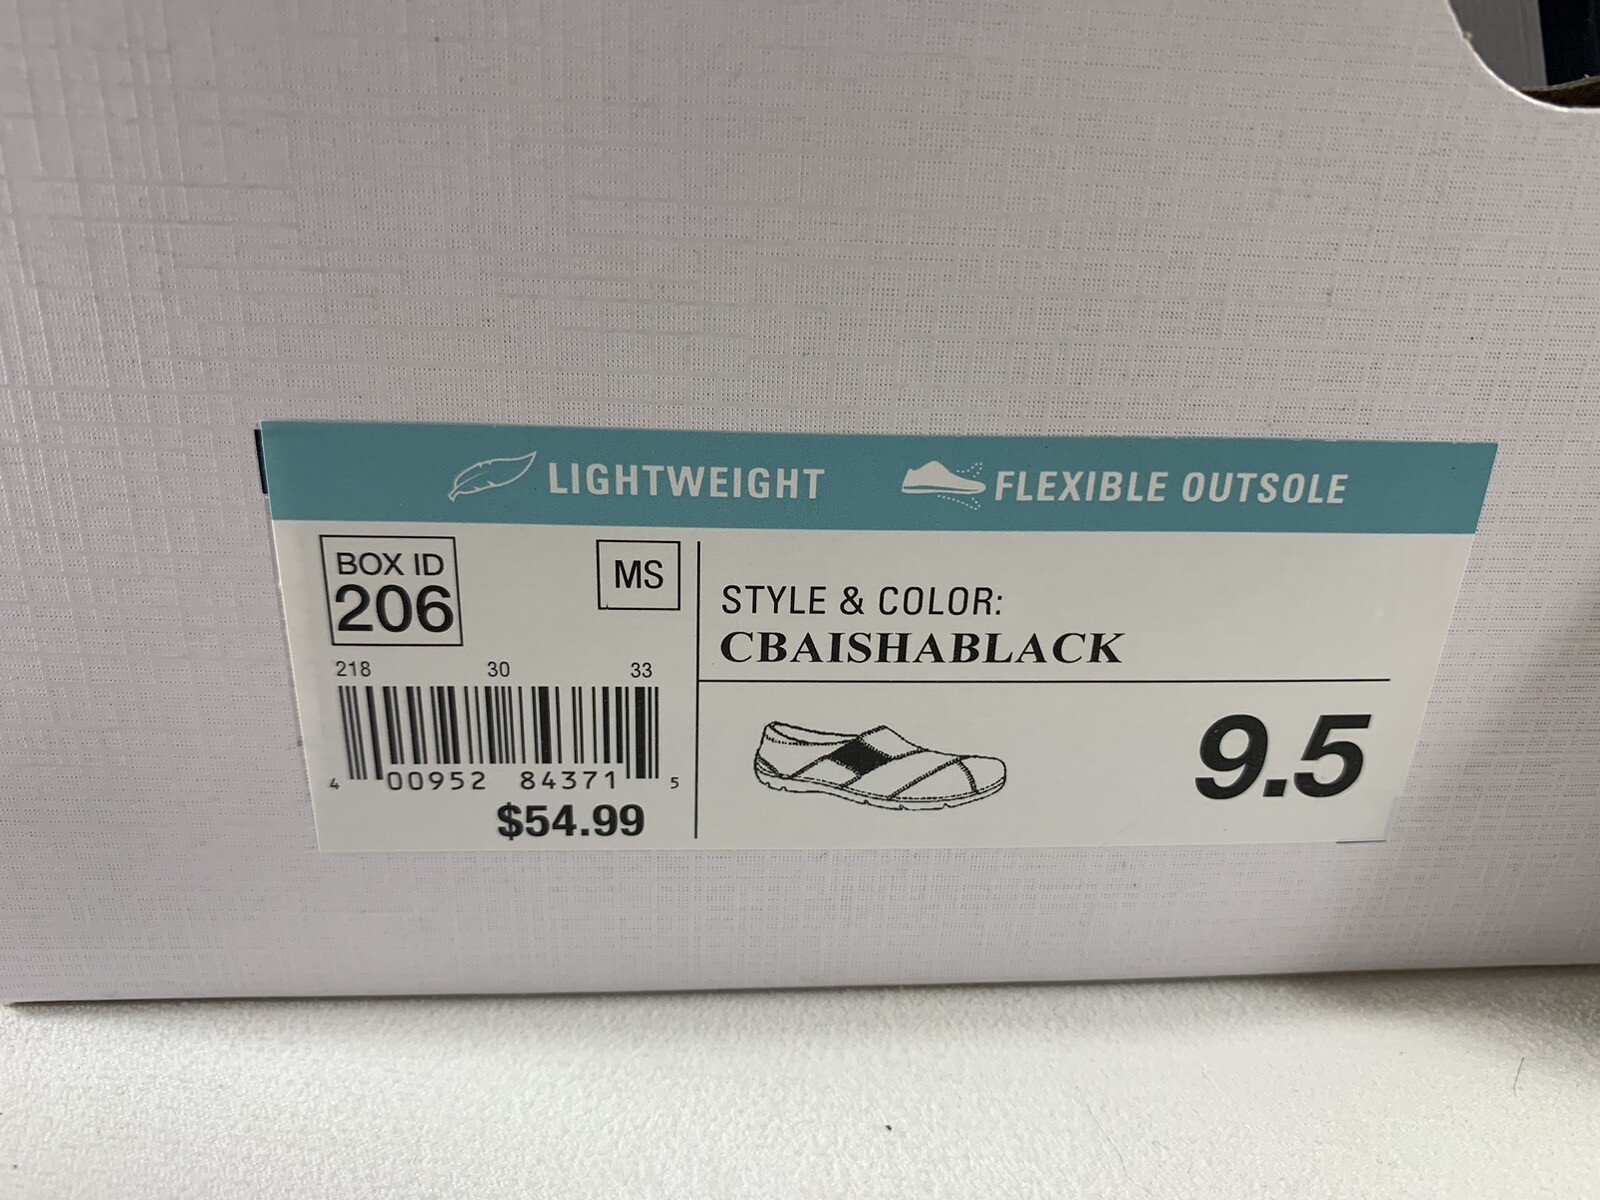 LIGHTWEIGHT FLEXIBLE OUTSOLE
BOX ID
206
MS
218 30 33
4 00952 84371 5
$54.99
STYLE & COLOR:
CBAISHABLACK
9.5